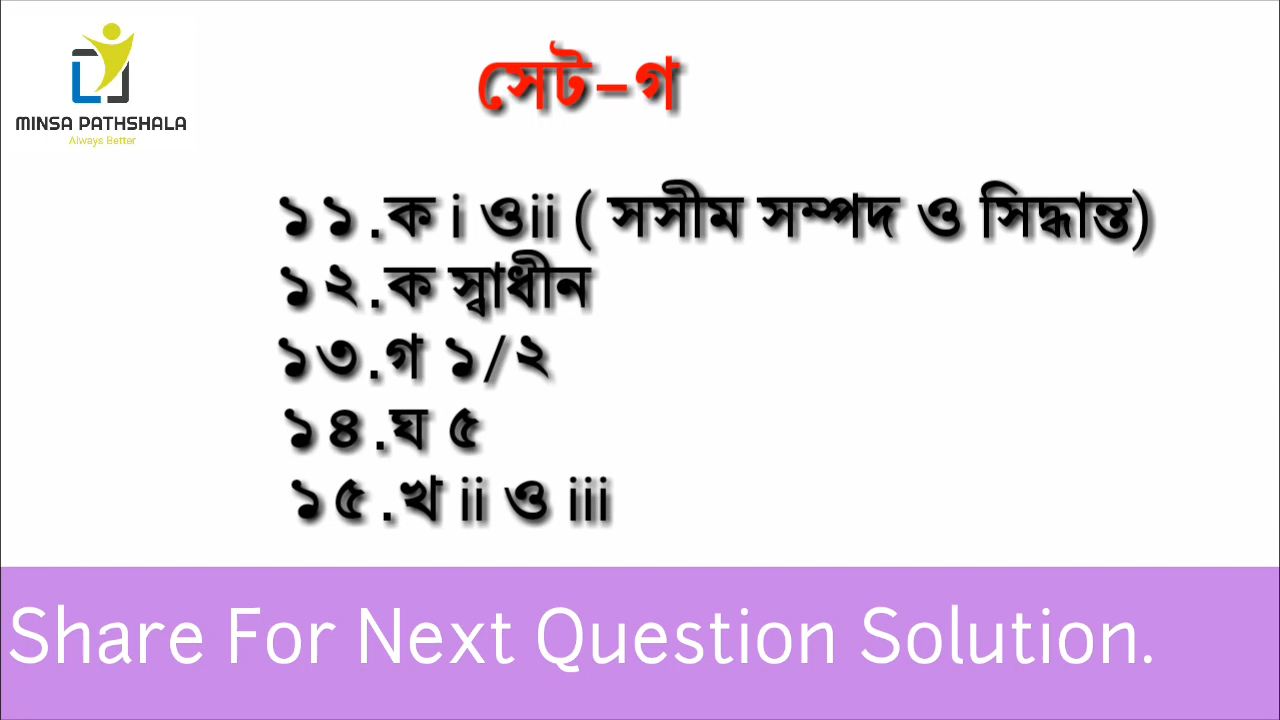 MINSA PATHSHALA
Always Better
সেট-গ
১১.ক i ওii ( সসীম সম্পদ ও সিদ্ধান্ত)
১২.ক স্বাধীন
১৩.গ ১/২
১৪.ঘ ৫
১৫.খ ii ও iii
Share For Next Question Solution.